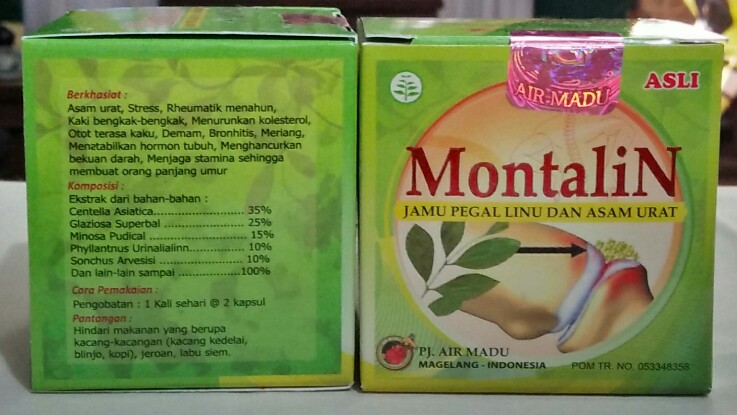 Berkhasiat :
Asam urat, Stress, Rheumatik menahun,
Kaki bengkak-bengkak, Menurunkan kolesterol,
Otot terasa kaku, Demam, Bronhitis, Meriang,
Menztabilkan hormon tubuh, Menghancurkan
bekuan darah, Menjaga stamina sehingga
membuat orang panjang umur
Komposisi :
Ekstrak dari bahan-bahan :
Centella Asiatica........................... 35%
Glaziosa Superbal ........................ 25%
Minosa Pudical ............................ 15%
Phyllantnus Urinalialinn................. 10%
Sonchus Arvesisi ......................... 10%
Dan lain-lain sampai ..................100%
Cara Pemakaian :
Pengobatan : 1 Kali sehari @ 2 kapsul
Pantangan :
Hindari makanan yang berupa
kacang-kacangan (kacang kedelai,
blinjo, kopi), jeroan, labu siem.
AIR-MADU
ASLI
MontaliN
JAMU PEGAL LINU DAN ASAM URAT
PJ. AIR MADU
MAGELANG - INDONESIA
POM TR. NO. 053348358